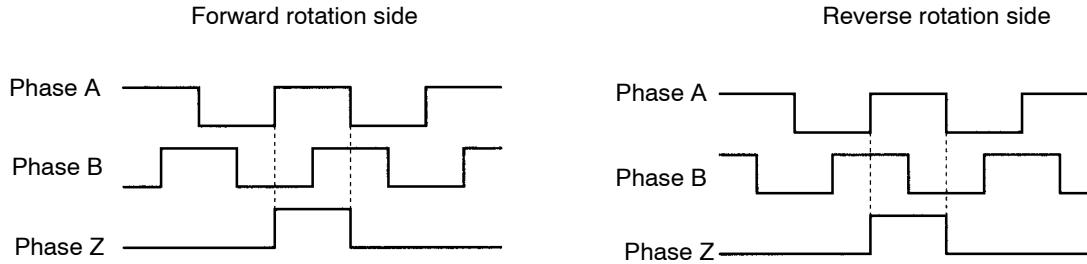 Forward rotation side
Phase A
Phase B
Phase Z
Reverse rotation side
Phase A
Phase B
Phase Z